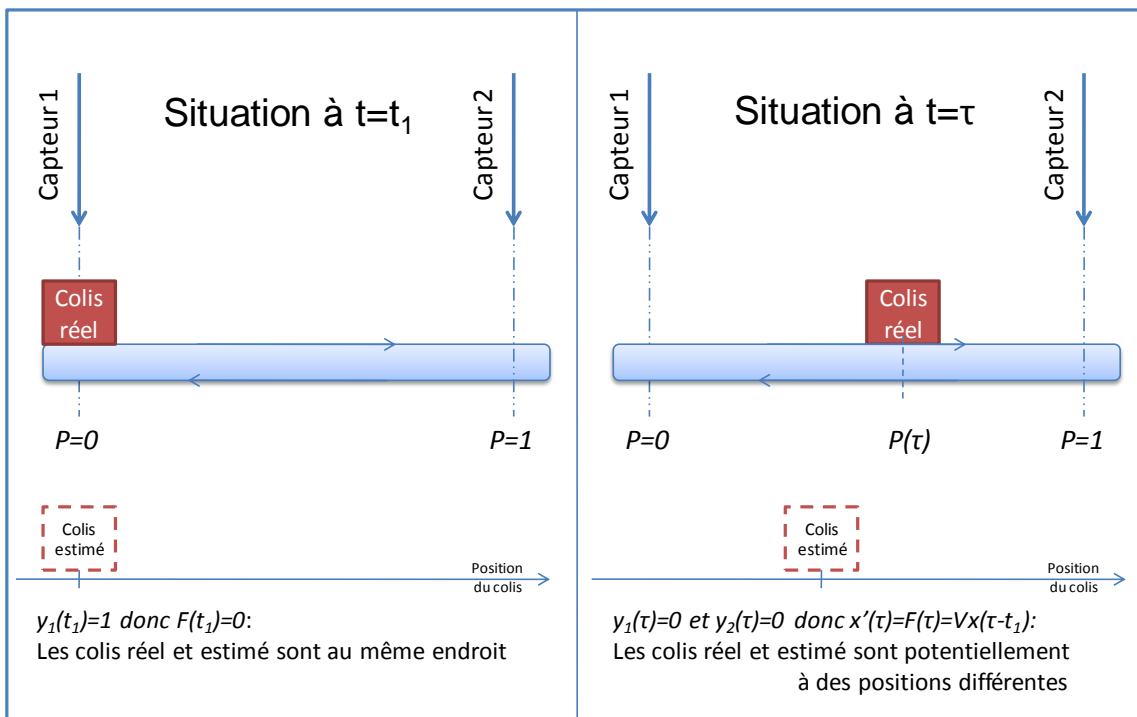 Capteur 1
Situation à t=t₁
Capteur 2
Colis
réel
P=0
P=1
Colis
estimé
Position
du colis
y₁(t₁)=1 donc F(t₁)=0:
Les colis réel et estimé sont au même endroit
Capteur 1
Situation à t=τ
Capteur 2
Colis
réel
P=0
P(τ)
P=1
Colis
estimé
Position
du colis
y₁(τ)=0 et y₂(τ)=0 donc x’(τ)=F(τ)=Vx(τ-t₁):
Les colis réel et estimé sont potentiellement
à des positions différentes